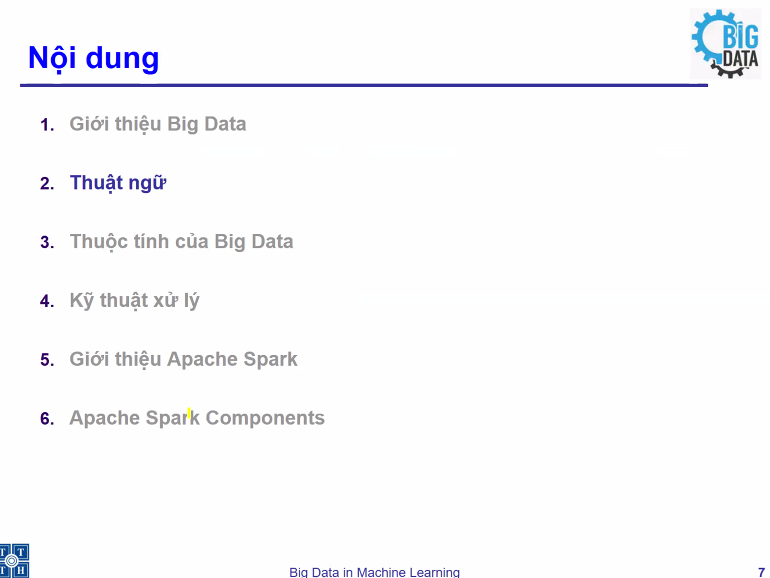 Nội dung
BIG
DATA
1. Giới thiệu Big Data
2. Thuật ngữ
3. Thuộc tính của Big Data
4. Kỹ thuật xử lý
5. Giới thiệu Apache Spark
6. Apache Spark Components
T T
T H
Big Data in Machine Learning
7